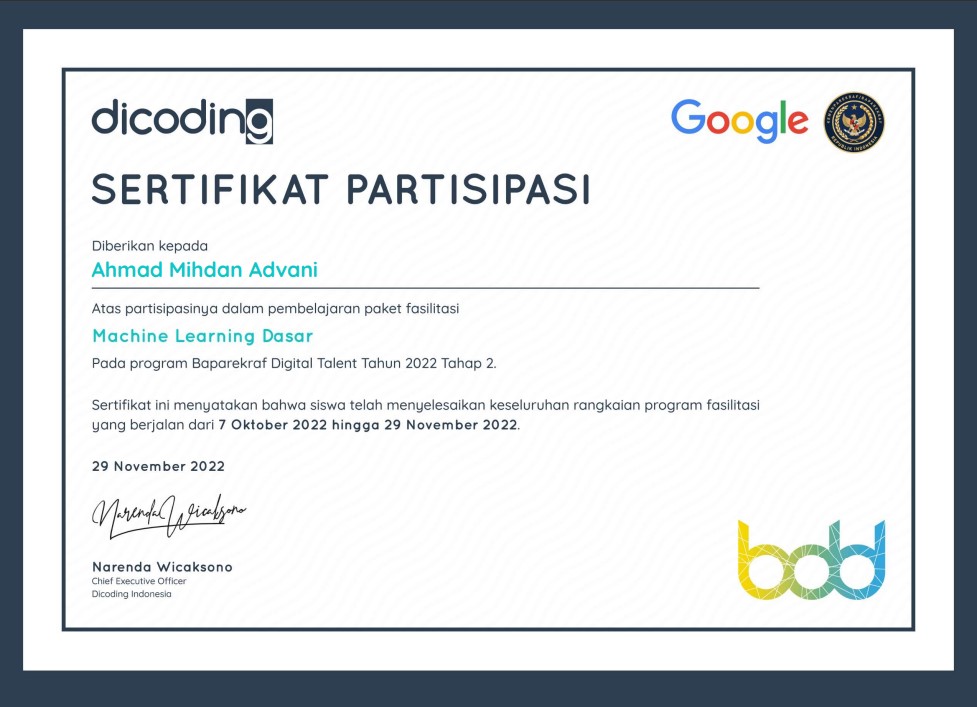 dicoding
Google
REPUBLIK INDONESIA
SERTIFIKAT PARTISIPASI
Diberikan kepada
Ahmad Mihdan Advani
Atas partisipasinya dalam pembelajaran paket fasilitasi
Machine Learning Dasar
Pada program Baparekraf Digital Talent Tahun 2022 Tahap 2.
Sertifikat ini menyatakan bahwa siswa telah menyelesaikan keseluruhan rangkaian program fasilitasi
yang berjalan dari 7 Oktober 2022 hingga 29 November 2022.
29 November 2022
Narenda Wicaksono
Narenda Wicaksono
Chief Executive Officer
Dicoding Indonesia
bdd